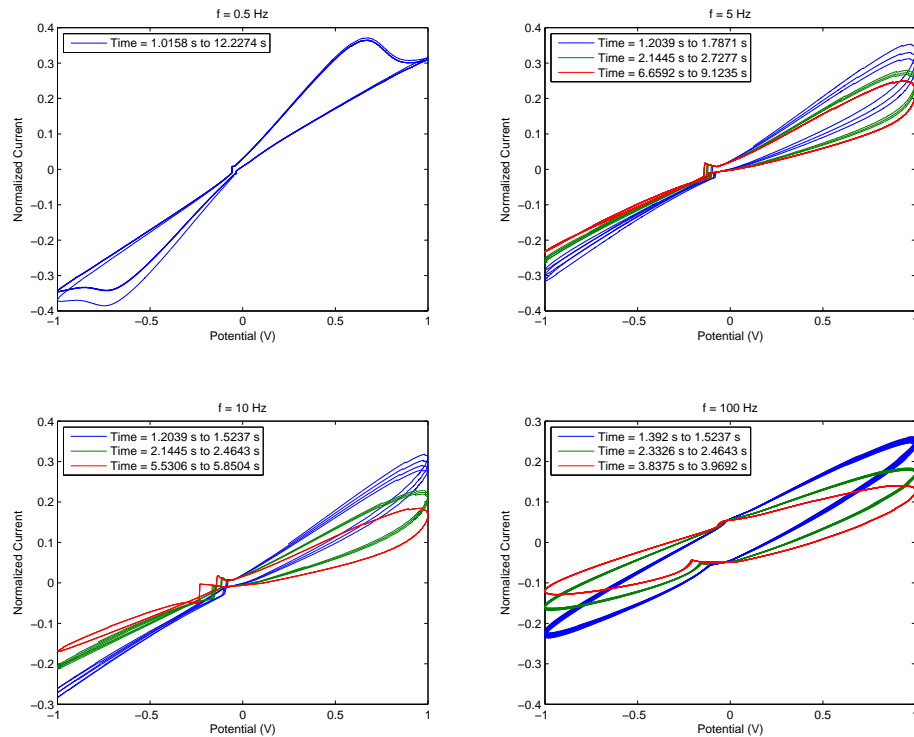 f = 0.5 Hz
Time = 1.0158 s to 12.2274 s
0.4
0.3
0.2
0.1
0
−0.1
−0.2
−0.3
−0.4
Normalized Current
−1
−0.5
0
0.5
1
Potential (V)
f = 5 Hz
Time = 1.2039 s to 1.7871 s
Time = 2.1445 s to 2.7277 s
Time = 6.6592 s to 9.1235 s
0.4
0.3
0.2
0.1
0
−0.1
−0.2
−0.3
−0.4
Normalized Current
−1
−0.5
0
0.5
1
Potential (V)
f = 10 Hz
Time = 1.2039 s to 1.5237 s
Time = 2.1445 s to 2.4643 s
Time = 5.5306 s to 5.8504 s
0.4
0.3
0.2
0.1
0
−0.1
−0.2
−0.3
Normalized Current
−1
−0.5
0
0.5
1
Potential (V)
f = 100 Hz
Time = 1.392 s to 1.5237 s
Time = 2.3326 s to 2.4643 s
Time = 3.8375 s to 3.9692 s
0.3
0.2
0.1
0
−0.1
−0.2
−0.3
−0.4
Normalized Current
−1
−0.5
0
0.5
1
Potential (V)